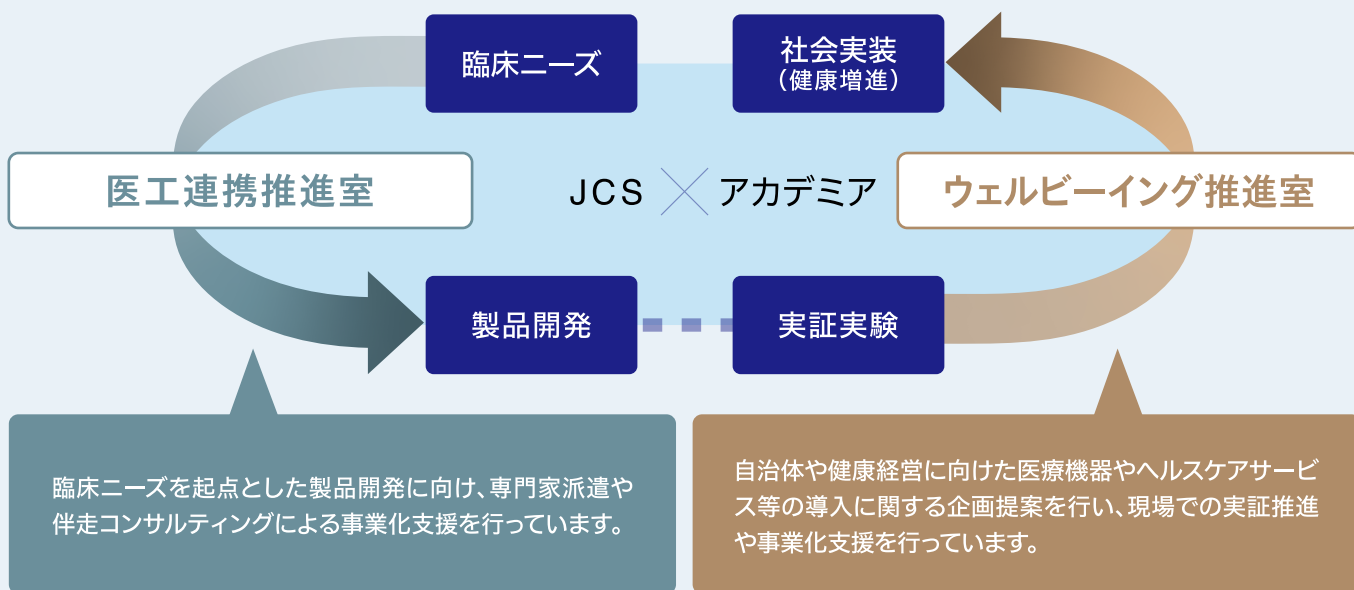 臨床ニーズ
社会実装
（健康増進）
医工連携推進室
JCS×アカデミア
ウェルビーイング推進室
製品開発
実証実験
臨床ニーズを起点とした製品開発に向け、専門家派遣や
伴走コンサルティングによる事業化支援を行っています。
自治体や健康経営に向けた医療機器やヘルスケアサービ
ス等の導入に関する企画提案を行い、現場での実証推進
や事業化支援を行っています。